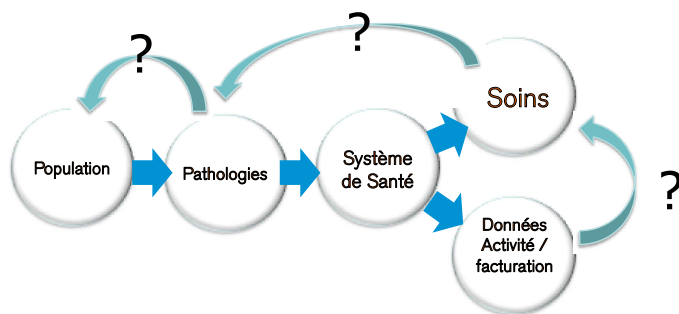 ?
?
Soins
Population
Pathologies
Système
de Santé
?
Données
Activité /
facturation